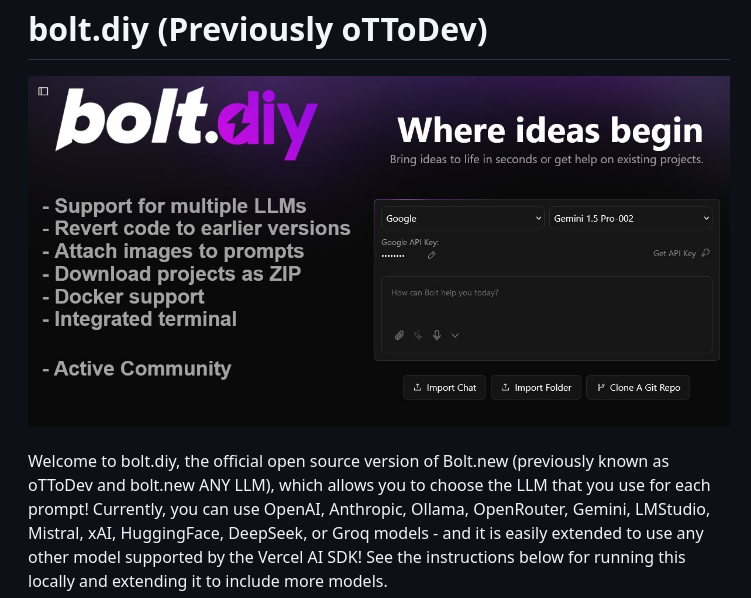 bolt.diy (Previously oTToDev)
bolt.diy
Where ideas begin
Bring ideas to life in seconds or get help on existing projects.
- Support for multiple LLMs
- Revert code to earlier versions
- Attach images to prompts
- Download projects as ZIP
- Docker support
- Integrated terminal
- Active Community
Google
Gemini 1.5 Pro-002
Google API Key:
••••••••
Get API Key
How can Bolt help you today?
Import Chat
Import Folder
Clone A Git Repo
Welcome to bolt.diy, the official open source version of Bolt.new (previously known as
oTToDev and bolt.new ANY LLM), which allows you to choose the LLM that you use for each
prompt! Currently, you can use OpenAI, Anthropic, Ollama, OpenRouter, Gemini, LMStudio,
Mistral, xAI, HuggingFace, DeepSeek, or Groq models - and it is easily extended to use any
other model supported by the Vercel AI SDK! See the instructions below for running this
locally and extending it to include more models.